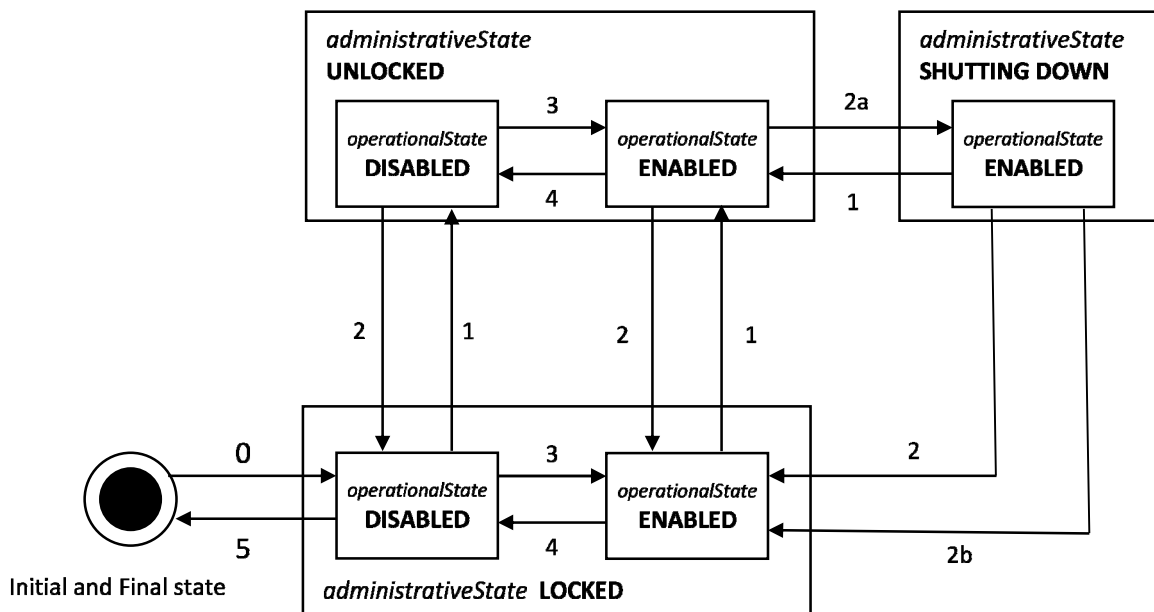 administrativeState
UNLOCKED
administrativeState
SHUTTING DOWN
3
2a
operationalState
DISABLED
operationalState
ENABLED
operationalState
ENABLED
4
1
2
1
2
1
0
3
2
operationalState
DISABLED
operationalState
ENABLED
5
4
2b
Initial and Final state
administrativeState LOCKED